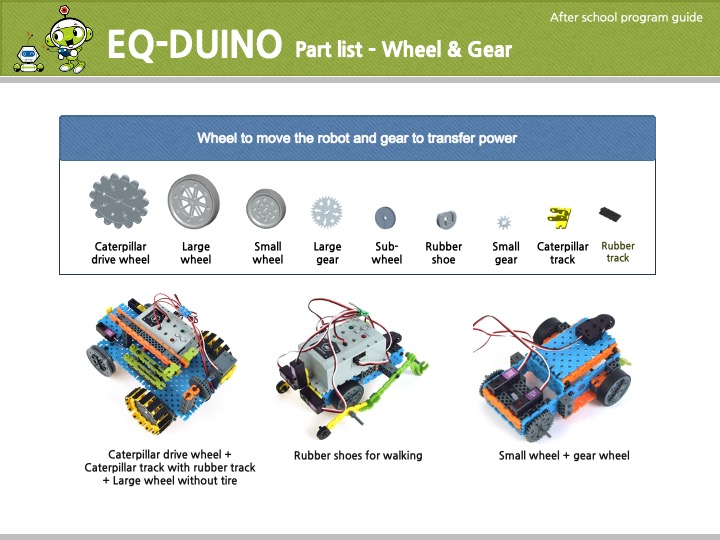 After school program guide
EQ-DUINO Part list - Wheel & Gear
Wheel to move the robot and gear to transfer power
Caterpillar
drive wheel
Large
wheel
Small
wheel
Large
gear
Sub-
wheel
Rubber
shoe
Small
gear
Caterpillar
track
Rubber
track
Caterpillar drive wheel +
Caterpillar track with rubber track
+ Large wheel without tire
Rubber shoes for walking
Small wheel + gear wheel